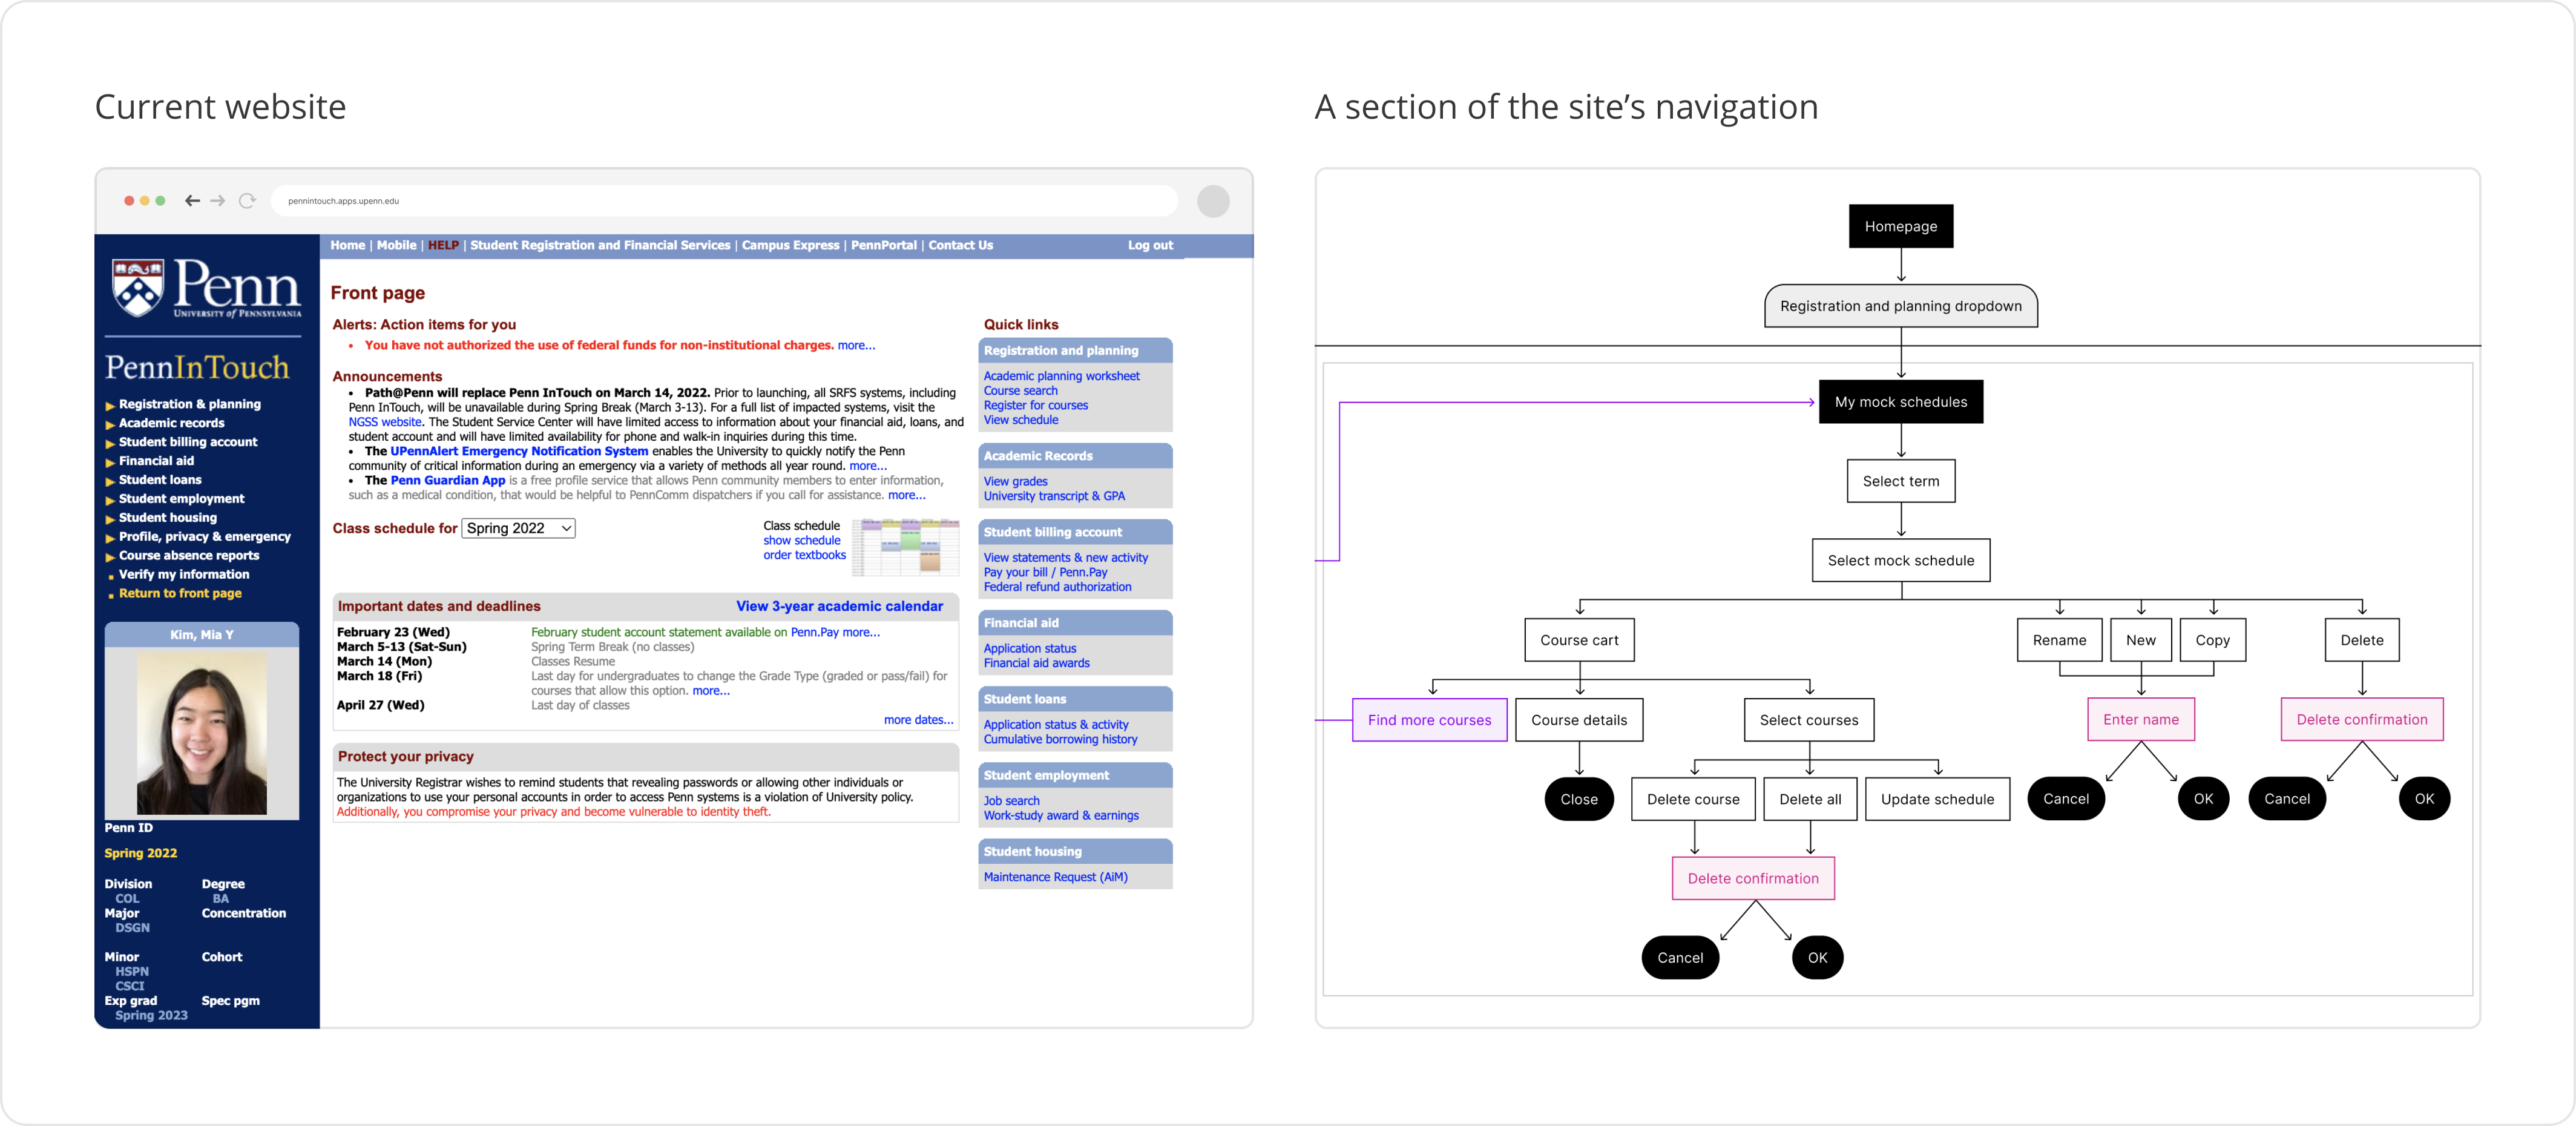 Current website
pennintouch.apps.upenn.edu
Home | Mobile | HELP | Student Registration and Financial Services | Campus Express | PennPortal | Contact Us
Log out
Penn
UNIVERSITY of PENNSYLVANIA
PennInTouch
Registration & planning
Academic records
Student billing account
Financial aid
Student loans
Student employment
Student housing
Profile, privacy & emergency
Course absence reports
Verify my information
Return to front page
Kim, Mia Y
Penn ID
Spring 2022
Division Degree
COL BA
Major Concentration
DSGN
Minor Cohort
HSPN
CSCI
Exp grad Spec pgm
Spring 2023
Front page
Alerts: Action items for you
• You have not authorized the use of federal funds for non-institutional charges. more...
Announcements
• Path@Penn will replace Penn InTouch on March 14, 2022. Prior to launching, all SRFS systems, including
Penn InTouch, will be unavailable during Spring Break (March 3-13). For a full list of impacted systems, visit the
NGSS website. The Student Service Center will have limited access to information about your financial aid, loans, and
student account and will have limited availability for phone and walk-in inquiries during this time.
• The UPennAlert Emergency Notification System enables the University to quickly notify the Penn
community of critical information during an emergency via a variety of methods all year round. more...
• The Penn Guardian App is a free profile service that allows Penn community members to enter information,
such as a medical condition, that would be helpful to PennComm dispatchers if you call for assistance. more...
Class schedule for Spring 2022
Class schedule
show schedule
order textbooks
Important dates and deadlines View 3-year academic calendar
February 23 (Wed) February student account statement available on Penn.Pay more...
March 5-13 (Sat-Sun) Spring Term Break (no classes)
March 14 (Mon) Classes Resume
March 18 (Fri) Last day for undergraduates to change the Grade Type (graded or pass/fail) for
courses that allow this option. more...
April 27 (Wed) Last day of classes
more dates...
Protect your privacy
The University Registrar wishes to remind students that revealing passwords or allowing other individuals or
organizations to use your personal accounts in order to access Penn systems is a violation of University policy.
Additionally, you compromise your privacy and become vulnerable to identity theft.
Quick links
Registration and planning
Academic planning worksheet
Course search
Register for courses
View schedule
Academic Records
View grades
University transcript & GPA
Student billing account
View statements & new activity
Pay your bill / Penn.Pay
Federal refund authorization
Financial aid
Application status
Financial aid awards
Student loans
Application status & activity
Cumulative borrowing history
Student employment
Job search
Work-study award & earnings
Student housing
Maintenance Request (AiM)
A section of the site's navigation
Homepage
Registration and planning dropdown
My mock schedules
Select term
Select mock schedule
Course cart Rename New Copy Delete
Find more courses Course details Select courses Enter name Delete confirmation
Close Delete course Delete all Update schedule Cancel OK Cancel OK
Delete confirmation
Cancel OK